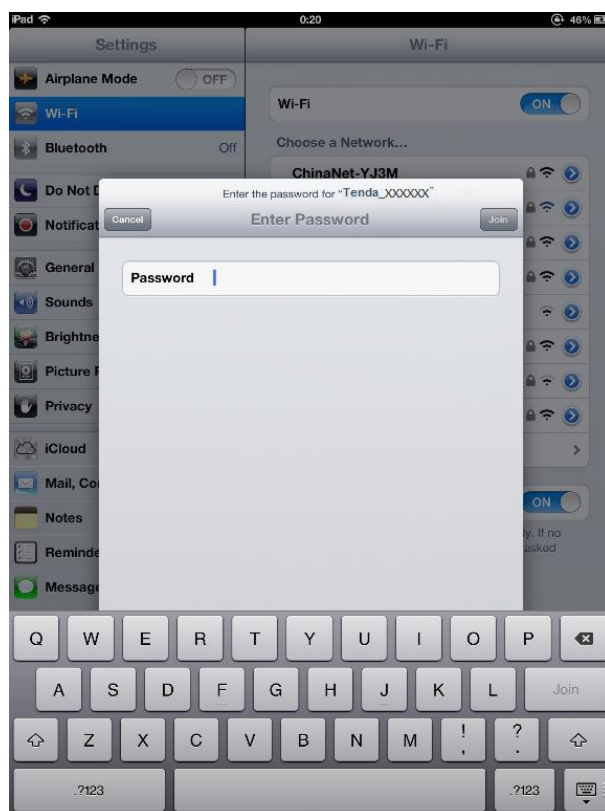 iPad 0:20 46%
Settings
Wi-Fi
Airplane Mode OFF
Wi-Fi
Bluetooth Off
Do Not D
Notificat
General
Sounds
Brightne
Picture F
Privacy
iCloud
Mail, Co
Notes
Reminde
Message
Wi-Fi ON
Choose a Network...
ChinaNet-YJ3M
Enter the password for "Tenda_XXXXXX"
Cancel Enter Password Join
Password
ON
ly. If no
asked
Q W E R T Y U I O P
A S D F G H J K L Join
Z X C V B N M ! , ? .
.?123 .?123